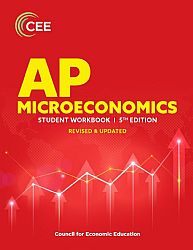 CEE
AP
MICROECONOMICS
STUDENT WORKBOOK | 5TH EDITION
REVISED & UPDATED
Council for Economic Education